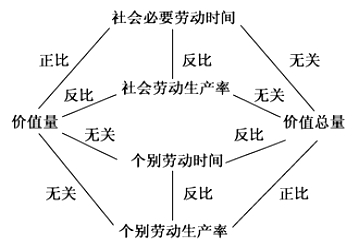 社会必要劳动时间
正比
反比
无关
社会劳动生产率
反比
无关
价值量
价值总量
无关
反比
个别劳动时间
无关
反比
正比
个别劳动生产率